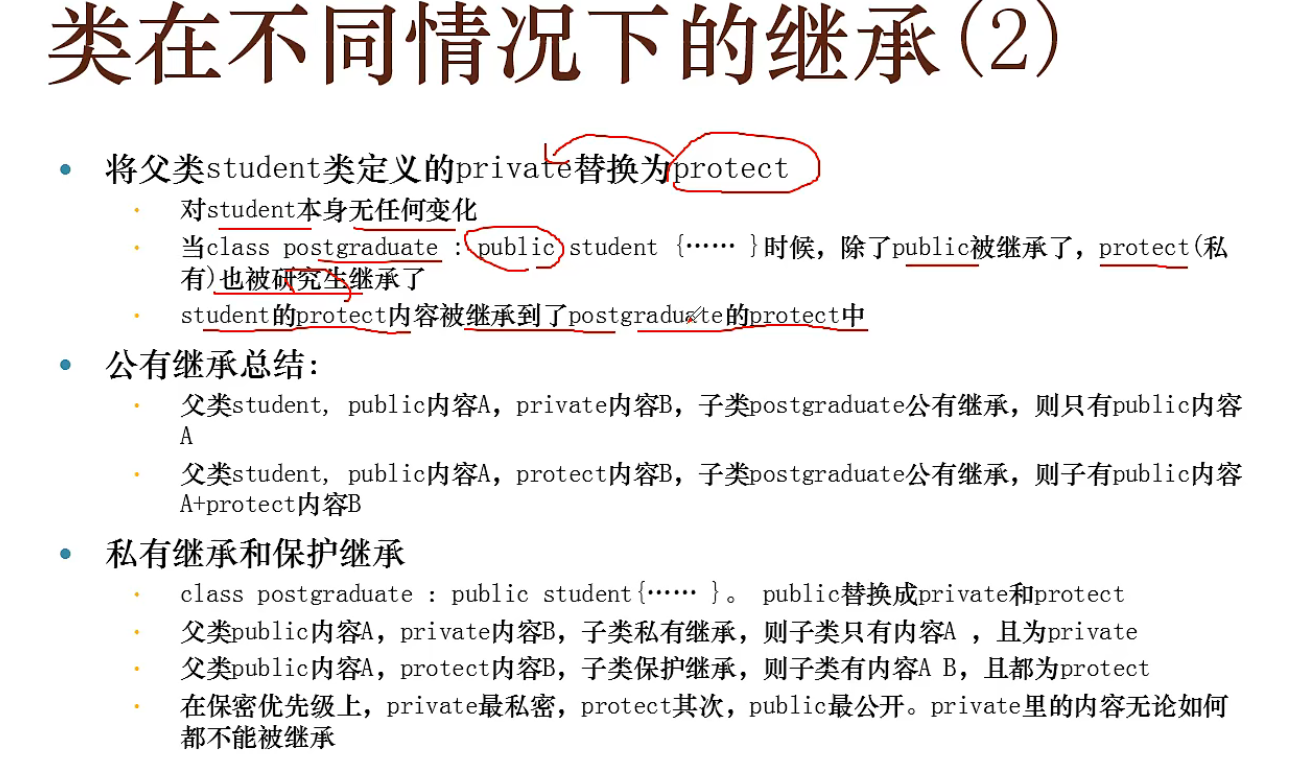 类在不同情况下的继承(2)
将父类student类定义的private替换为protect
对student本身无任何变化
当class postgraduate : public student {…… }时候，除了public被继承了，protect(私
有)也被研究生继承了
student的protect内容被继承到了postgraduate的protect中
公有继承总结:
父类student, public内容A，private内容B，子类postgraduate公有继承，则只有public内容
A
父类student, public内容A，protect内容B，子类postgraduate公有继承，则子有public内容
A+protect内容B
私有继承和保护继承
class postgraduate : public student{…… }。 public替换成private和protect
父类public内容A，private内容B，子类私有继承，则子类只有内容A ，且为private
父类public内容A，protect内容B，子类保护继承，则子类有内容A B，且都为protect
在保密优先级上，private最私密，protect其次，public最公开。private里的内容无论如何
都不能被继承